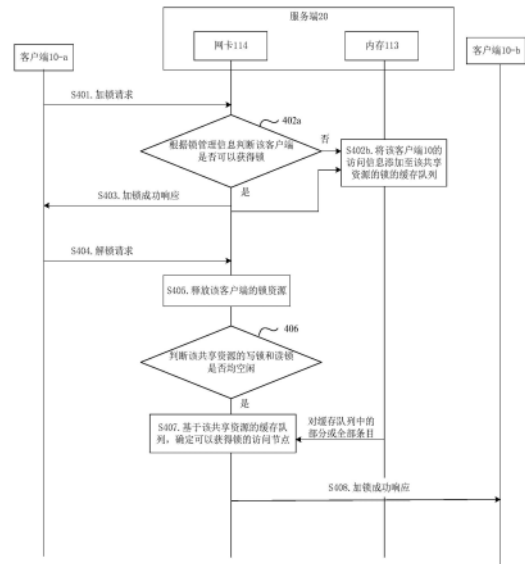 服务端20
客户端10-a
网卡114
内存113
客户端10-b
S401.加锁请求
402a
根据锁管理信息判断该客户端
是否可以获得锁
否
S402b.将该客户端10的
访问信息添加至该共享
资源的锁的缓存队列
是
S403.加锁成功响应
S404.解锁请求
S405.释放该客户端的锁资源
406
判断该共享资源的写锁和读锁
是否均空闲
是
S407.基于该共享资源的缓存队
列，确定可以获得锁的访问节点
对缓存队列中的
部分或全部条目
S408.加锁成功响应